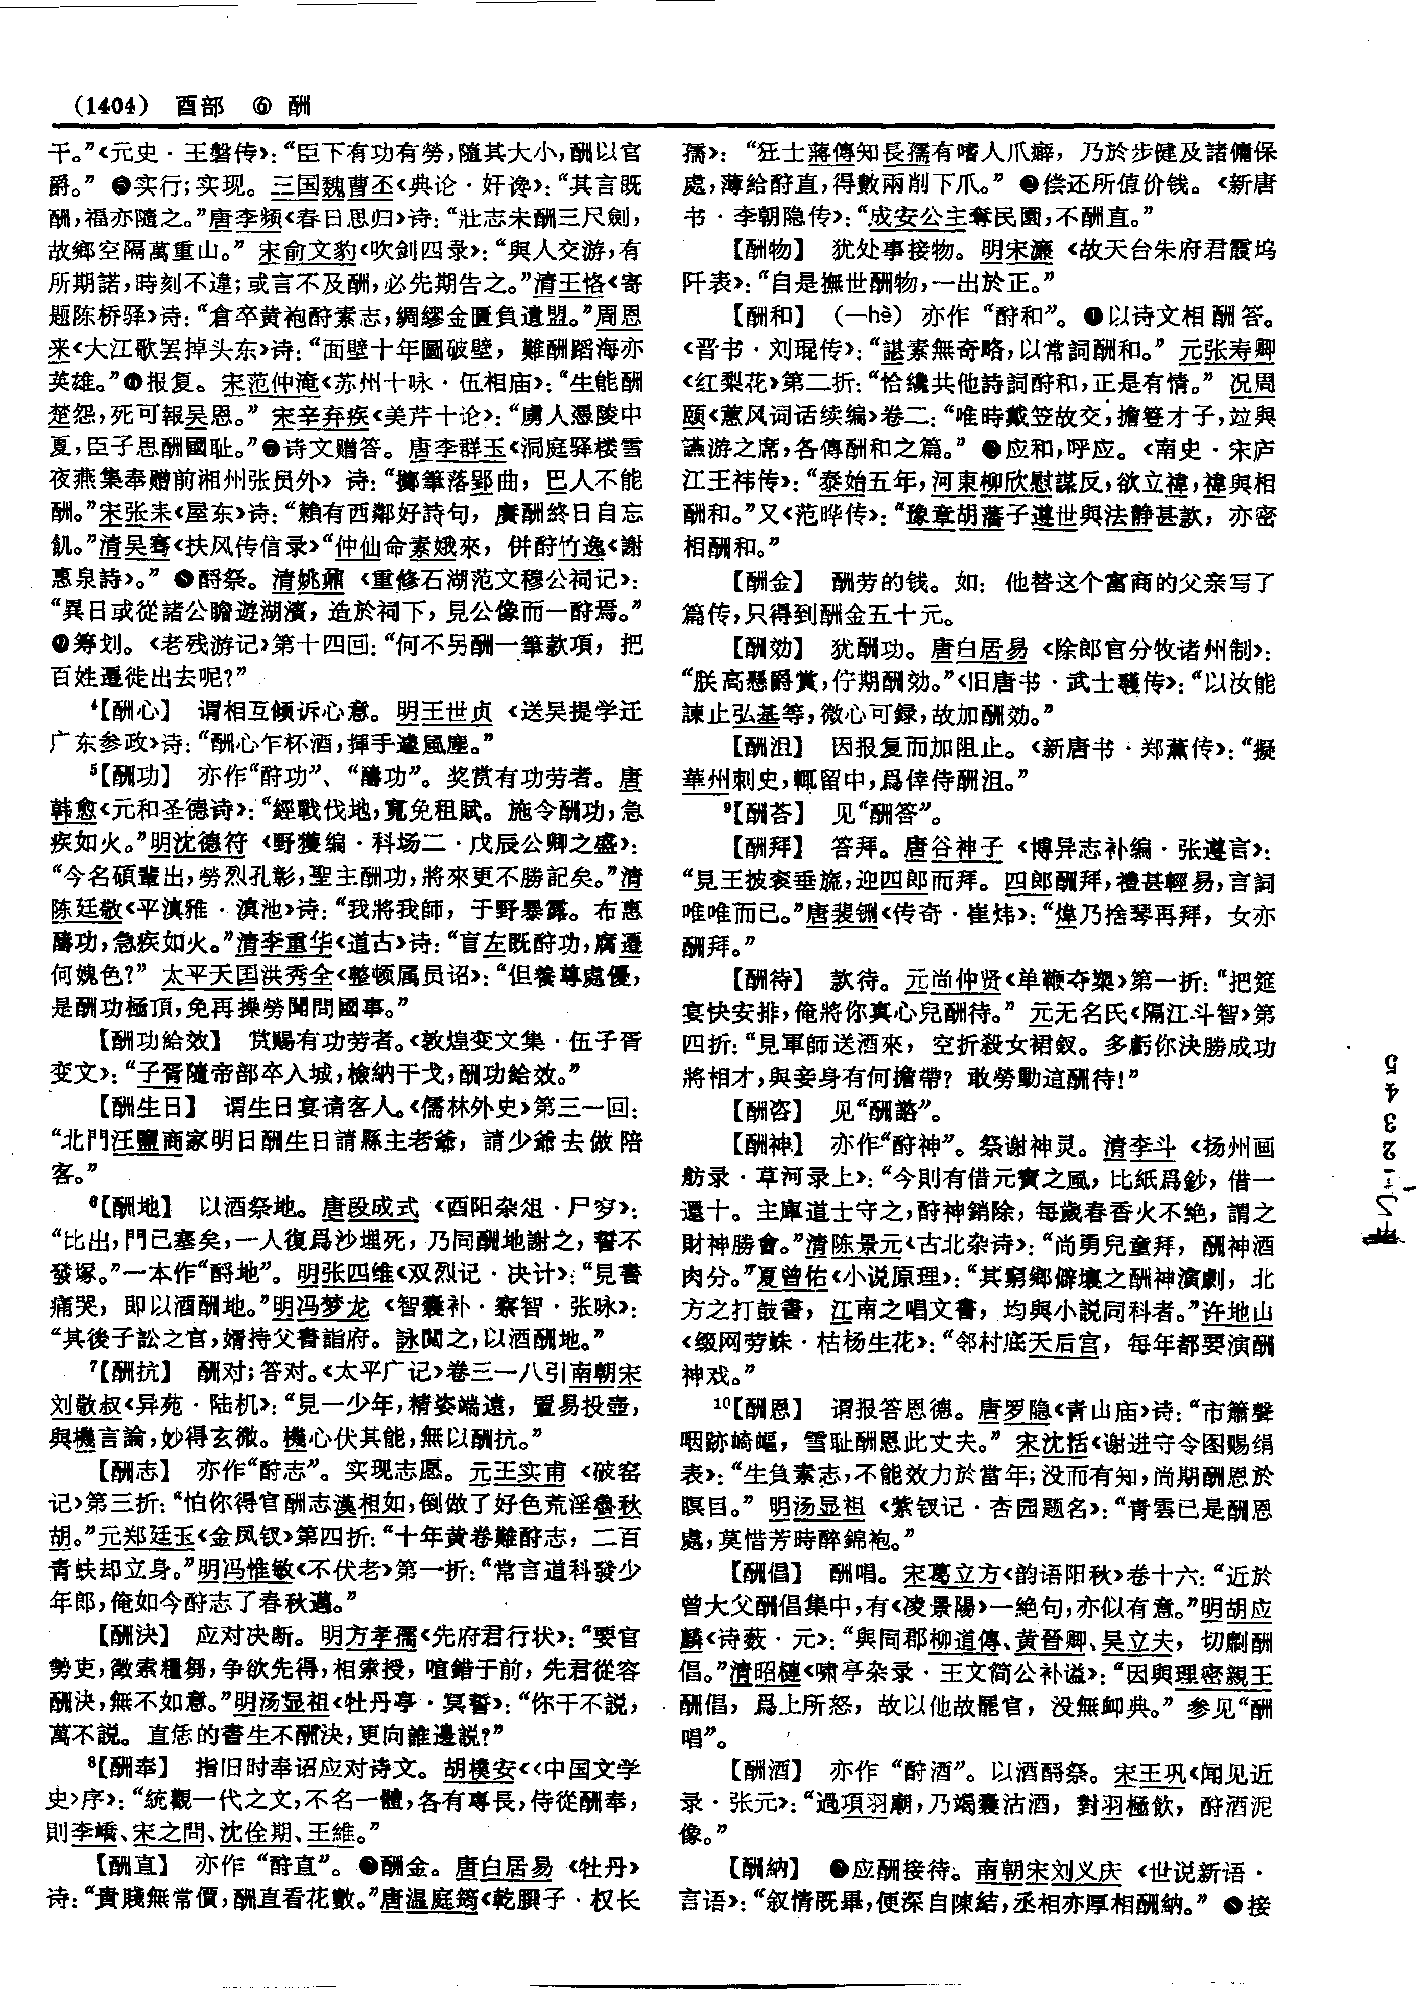 (1404) 酉部 ⑥ 酬
干。”《元史·王磐传》：“臣下有功有勞，隨其大小，酬以官
爵。” ❺实行；实现。三国魏曹丕《典论·奸谗》：“其言既
酬，福亦隨之。”唐李频《春日思归》诗：“壯志未酬三尺劍，
故鄉空隔萬重山。” 宋俞文豹《吹剑四录》：“與人交游，有
所期諾，時刻不違；或言不及酬，必先期告之。”清王恪《寄
题陈桥驿》诗：“倉卒黄袍酧素志，綢繆金匱負遺盟。”周恩
来《大江歌罢掉头东》诗：“面壁十年圖破壁，難酬蹈海亦
英雄。”❻报复。宋范仲淹《苏州十咏·伍相庙》：“生能酬
楚怨，死可報吴恩。” 宋辛弃疾《美芹十论》：“虜人憑陵中
夏，臣子思酬國耻。”❼诗文赠答。唐李群玉《洞庭驿楼雪
夜燕集奉赠前湘州张员外》诗：“擲筆落郢曲，巴人不能
酬。”宋张耒《屋东》诗：“賴有西鄰好詩句，賡酬終日自忘
飢。”清吴骞《扶风传信录》“仲仙命素娥來，併酧竹逸《謝
惠泉詩》。” ❽酹祭。清姚鼐《重修石湖范文穆公祠记》：
“異日或從諸公瞻遊湖濱，造於祠下，見公像而一酧焉。”
❾筹划。《老残游记》第十四回：“何不另酬一筆款項，把
百姓遷徙出去呢？”
4【酬心】 谓相互倾诉心意。明王世贞《送吴提学迁
广东参政》诗：“酬心乍杯酒，揮手遽風塵。”
5【酬功】 亦作“酧功”、“醻功”。奖赏有功劳者。唐
韩愈《元和圣德诗》：“經戰伐地，寬免租賦。施令酬功，急
疾如火。”明沈德符《野獲编·科场二·戊辰公卿之盛》：
“今名碩輩出，勞烈孔彰，聖主酬功，將來更不勝記矣。”清
陈廷敬《平滇雅·滇池》诗：“我將我師，于野暴露。布惠
醻功，急疾如火。”清李重华《道古》诗：“盲左既酧功，腐遷
何媿色？” 太平天国洪秀全《整顿属员诏》：“但養尊處優，
是酬功極頂，免再操勞聞問國事。”
【酬功給效】 赏赐有功劳者。《敦煌变文集·伍子胥
变文》：“子胥隨帝部卒入城，檢納干戈，酬功給效。”
【酬生日】 谓生日宴请客人。《儒林外史》第三一回：
“北門汪鹽商家明日酬生日請縣主老爺，請少爺去做陪
客。”
6【酬地】 以酒祭地。唐段成式《酉阳杂俎·尸穸》：
“比出，門已塞矣，一人復爲沙埋死，乃同酬地謝之，誓不
發塚。”一本作“酹地”。明张四维《双烈记·决计》：“見書
痛哭，即以酒酬地。”明冯梦龙《智囊补·察智·张咏》：
“其後子訟之官，婿持父書詣府。詠閲之，以酒酬地。”
7【酬抗】 酬对；答对。《太平广记》卷三一八引南朝宋
刘敬叔《异苑·陆机》：“見一少年，精姿端遠，置易投壺，
與機言論，妙得玄微。機心伏其能，無以酬抗。”
【酬志】 亦作“酧志”。实现志愿。元王实甫《破窑
记》第三折：“怕你得官酬志漢相如，倒做了好色荒淫魯秋
胡。”元郑廷玉《金凤钗》第四折：“十年黄卷難酧志，二百
青蚨却立身。”明冯惟敏《不伏老》第一折：“常言道科發少
年郎，俺如今酧志了春秋邁。”
【酬決】 应对决断。明方孝孺《先府君行状》：“要官
勢吏，徵索糧芻，争欲先得，相索授，喧錯于前，先君從容
酬決，無不如意。”明汤显祖《牡丹亭·冥誓》：“你千不説，
萬不説。直恁的書生不酬決，更向誰邊説？”
8【酬奉】 指旧时奉诏应对诗文。胡樸安《〈中国文学
史〉序》：“統觀一代之文，不名一體，各有專長，侍從酬奉，
則李嶠、宋之問、沈佺期、王維。”
【酬直】 亦作“酧直”。❶酬金。唐白居易《牡丹》
诗：“貴賤無常價，酬直看花數。”唐温庭筠《乾𦠆子·权长
孺》：“狂士蔣傳知長孺有嗜人爪癖，乃於步健及諸傭保
處，薄給酧直，得數兩削下爪。” ❷偿还所值价钱。《新唐
书·李朝隐传》：“成安公主奪民園，不酬直。”
【酬物】 犹处事接物。明宋濂《故天台朱府君霞坞
阡表》：“自是撫世酬物，一出於正。”
【酬和】 （—hè）亦作“酧和”。❶以诗文相酬答。
《晋书·刘琨传》：“諶素無奇略，以常詞酬和。” 元张寿卿
《红梨花》第二折：“恰纔共他詩詞酧和，正是有情。” 况周
颐《蕙风词话续编》卷二：“唯時戴笠故交，擔簦才子，竝與
讌游之席，各傳酬和之篇。” ❷应和，呼应。《南史·宋庐
江王祎传》：“泰始五年，河東柳欣慰謀反，欲立禕，禕與相
酬和。”又《范晔传》：“豫章胡藩子遵世與法静甚款，亦密
相酬和。”
【酬金】 酬劳的钱。如：他替这个富商的父亲写了
篇传，只得到酬金五十元。
【酬効】 犹酬功。唐白居易《除郎官分牧诸州制》：
“朕高懸爵賞，佇期酬効。”《旧唐书·武士彟传》：“以汝能
諫止弘基等，微心可録，故加酬効。”
【酬沮】 因报复而加阻止。《新唐书·郑薰传》：“擬
華州刺史，輒留中，爲倖侍酬沮。”
9【酬荅】 见“酬答”。
【酬拜】 答拜。唐谷神子《博异志补编·张遵言》：
“見王披衮垂旒，迎四郎而拜。四郎酬拜，禮甚輕易，言詞
唯唯而已。”唐裴铏《传奇·崔炜》：“煒乃捨琴再拜，女亦
酬拜。”
【酬待】 款待。元尚仲贤《单鞭夺槊》第一折：“把筵
宴快安排，俺將你真心兒酬待。” 元无名氏《隔江斗智》第
四折：“見軍師送酒來，空折殺女裙釵。多虧你決勝成功
將相才，與妾身有何擔帶？敢勞動這酬待！”
【酬咨】 见“酬諮”。
【酬神】 亦作“酧神”。祭谢神灵。清李斗《扬州画
舫录·草河录上》：“今則有借元寶之風，比紙爲鈔，借一
還十。主庫道士守之，酧神銷除，每歲春香火不絶，謂之
財神勝會。”清陈景元《古北杂诗》：“尚勇兒童拜，酬神酒
肉分。”夏曾佑《小说原理》：“其窮鄉僻壤之酬神演劇，北
方之打鼓書，江南之唱文書，均與小説同科者。”许地山
《缀网劳蛛·枯杨生花》：“邻村底天后宫，每年都要演酬
神戏。”
10【酬恩】 谓报答恩德。唐罗隐《青山庙》诗：“市簫聲
咽跡崎嶇，雪耻酬恩此丈夫。” 宋沈括《谢进守令图赐绢
表》：“生負素志，不能效力於當年；没而有知，尚期酬恩於
瞑目。” 明汤显祖《紫钗记·杏园题名》：“青雲已是酬恩
處，莫惜芳時醉錦袍。”
【酬倡】 酬唱。宋葛立方《韵语阳秋》卷十六：“近於
曾大父酬倡集中，有《凌景陽》一絶句，亦似有意。”明胡应
麟《诗薮·元》：“與同郡柳道傳、黄晉卿、吴立夫，切劘酬
倡。”清昭梿《啸亭杂录·王文简公补谥》：“因與理密親王
酬倡，爲上所怒，故以他故罷官，没無卹典。” 参见“酬
唱”。
【酬酒】 亦作“酧酒”。以酒酹祭。宋王巩《闻见近
录·张元》：“過項羽廟，乃竭囊沽酒，對羽極飲，酧酒泥
像。”
【酬納】 ❶应酬接待。南朝宋刘义庆《世说新语·
言语》：“叙情既畢，便深自陳結，丞相亦厚相酬納。” ❷接
5432